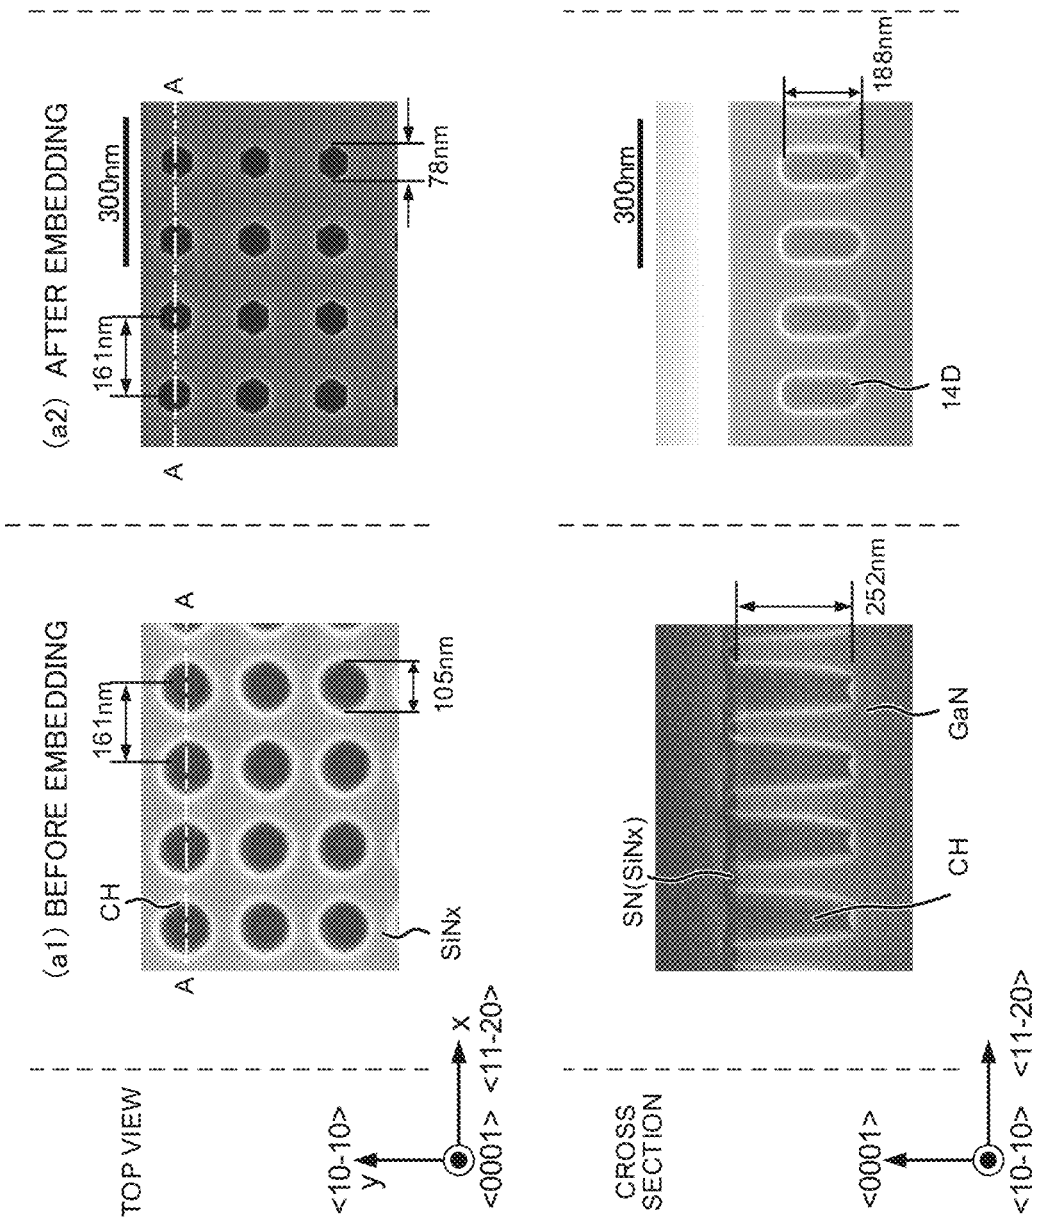 (a1) BEFORE EMBEDDING
(a2) AFTER EMBEDDING
TOP VIEW
<10-10>
y
x
<0001>
<11-20>
A
A
CH
161nm
105nm
SiNx
A
A
161nm
300nm
78nm
CROSS
SECTION
<0001>
<10-10>
<11-20>
SN(SiNx)
CH
GaN
252nm
300nm
188nm
14D